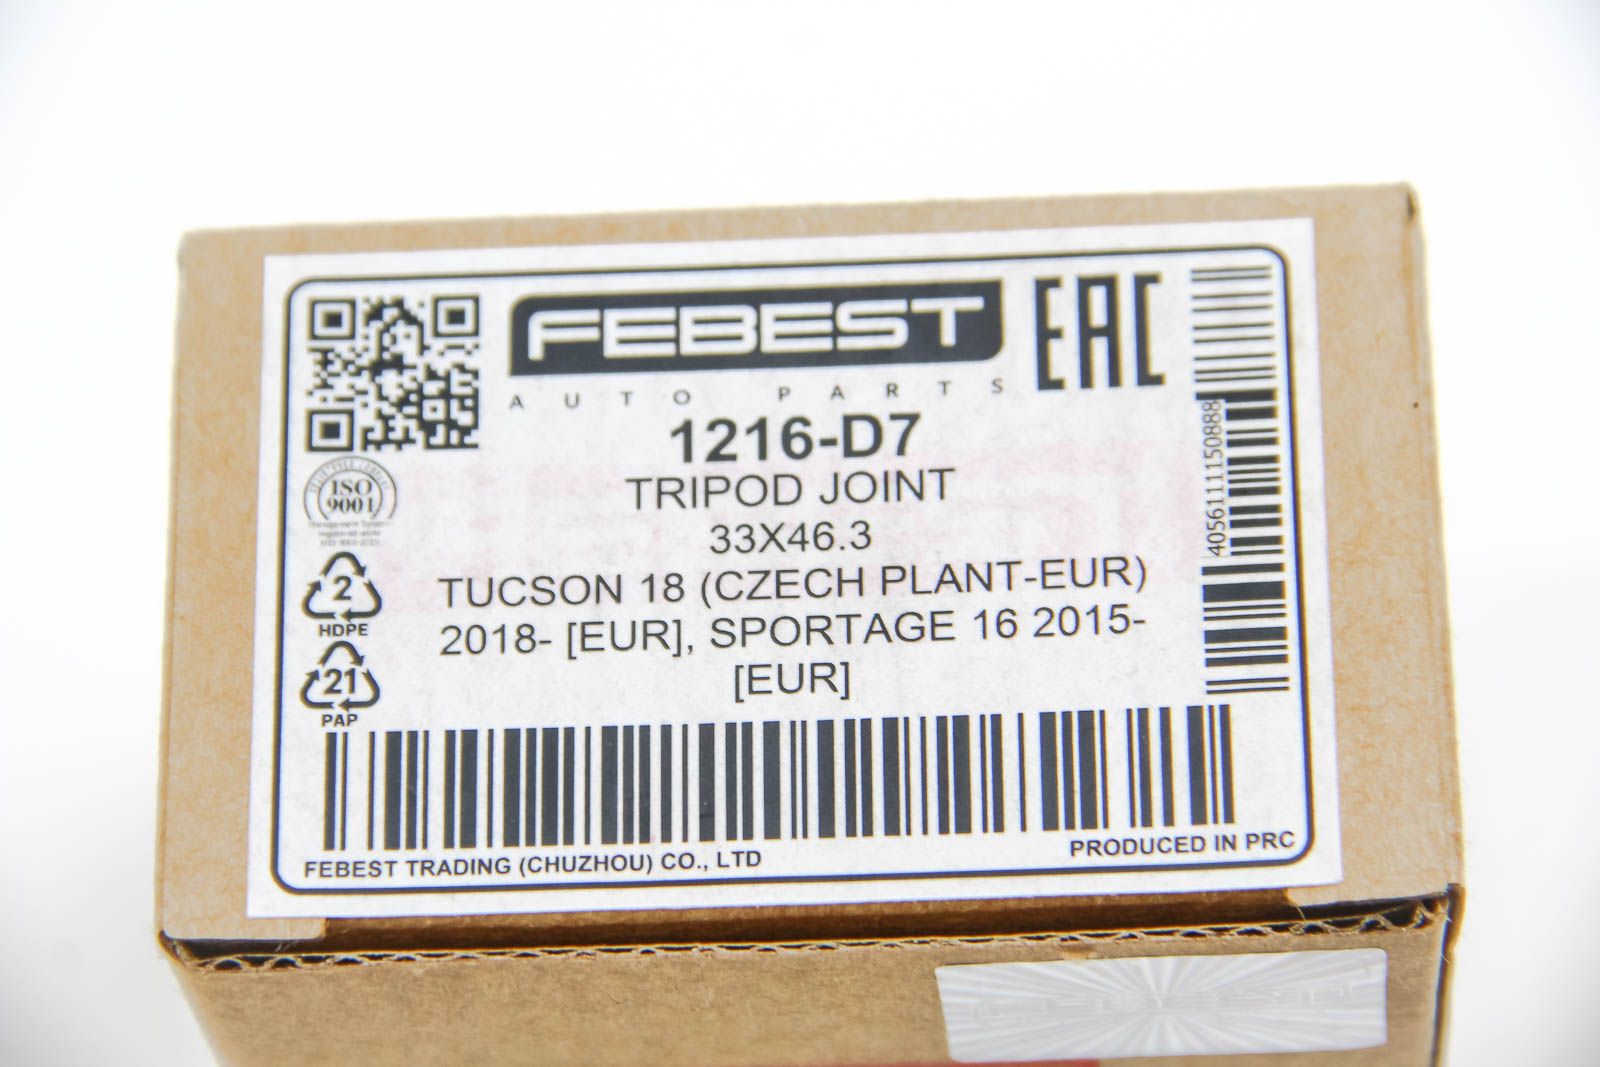 FEBEST
AUTO PARTS
EAC
1216-D7
TRIPOD JOINT
33X46.3
TUCSON 18 (CZECH PLANT-EUR)
2018- [EUR], SPORTAGE 16 2015-
[EUR]
ISO
9001
2
HDPE
21
PAP
4056111150888
FEBEST TRADING (CHUZHOU) CO., LTD
PRODUCED IN PRC